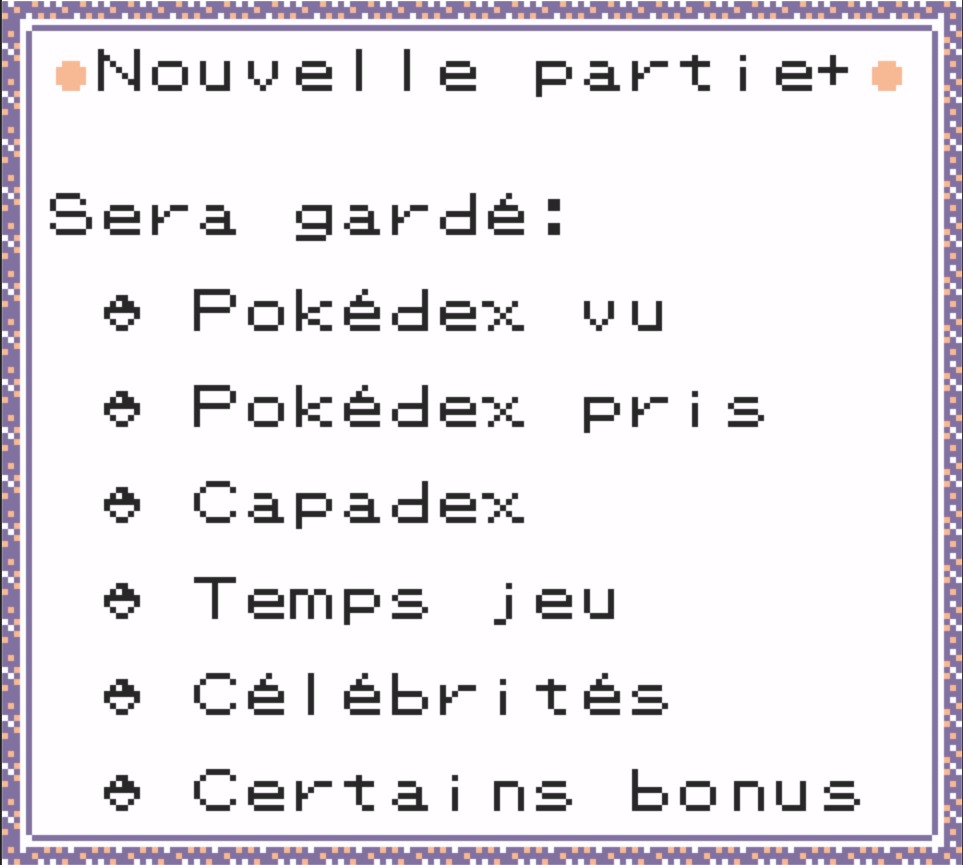 Nouvelle partie+
Sera gardé:
Pokédex vu
Pokédex pris
Capadex
Temps jeu
Célébrités
Certains bonus